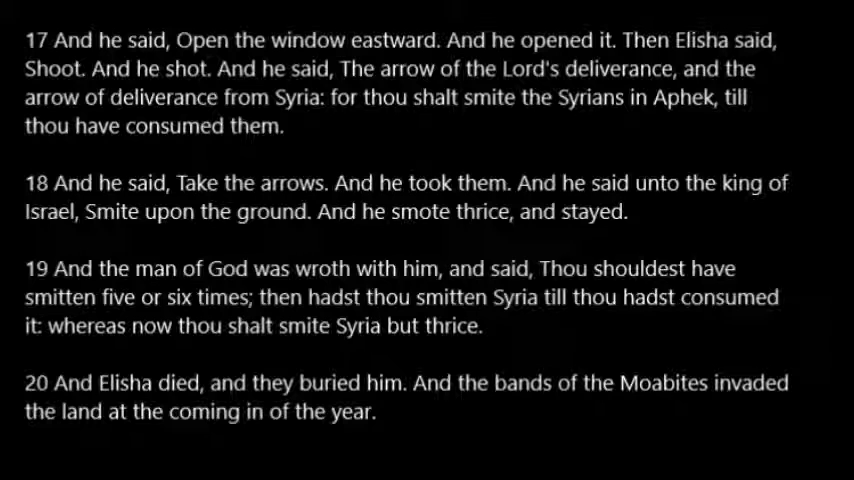 17 And he said, Open the window eastward. And he opened it. Then Elisha said,
Shoot. And he shot. And he said, The arrow of the Lord's deliverance, and the
arrow of deliverance from Syria: for thou shalt smite the Syrians in Aphek, till
thou have consumed them.
18 And he said, Take the arrows. And he took them. And he said unto the king of
Israel, Smite upon the ground. And he smote thrice, and stayed.
19 And the man of God was wroth with him, and said, Thou shouldest have
smitten five or six times; then hadst thou smitten Syria till thou hadst consumed
it: whereas now thou shalt smite Syria but thrice.
20 And Elisha died, and they buried him. And the bands of the Moabites invaded
the land at the coming in of the year.